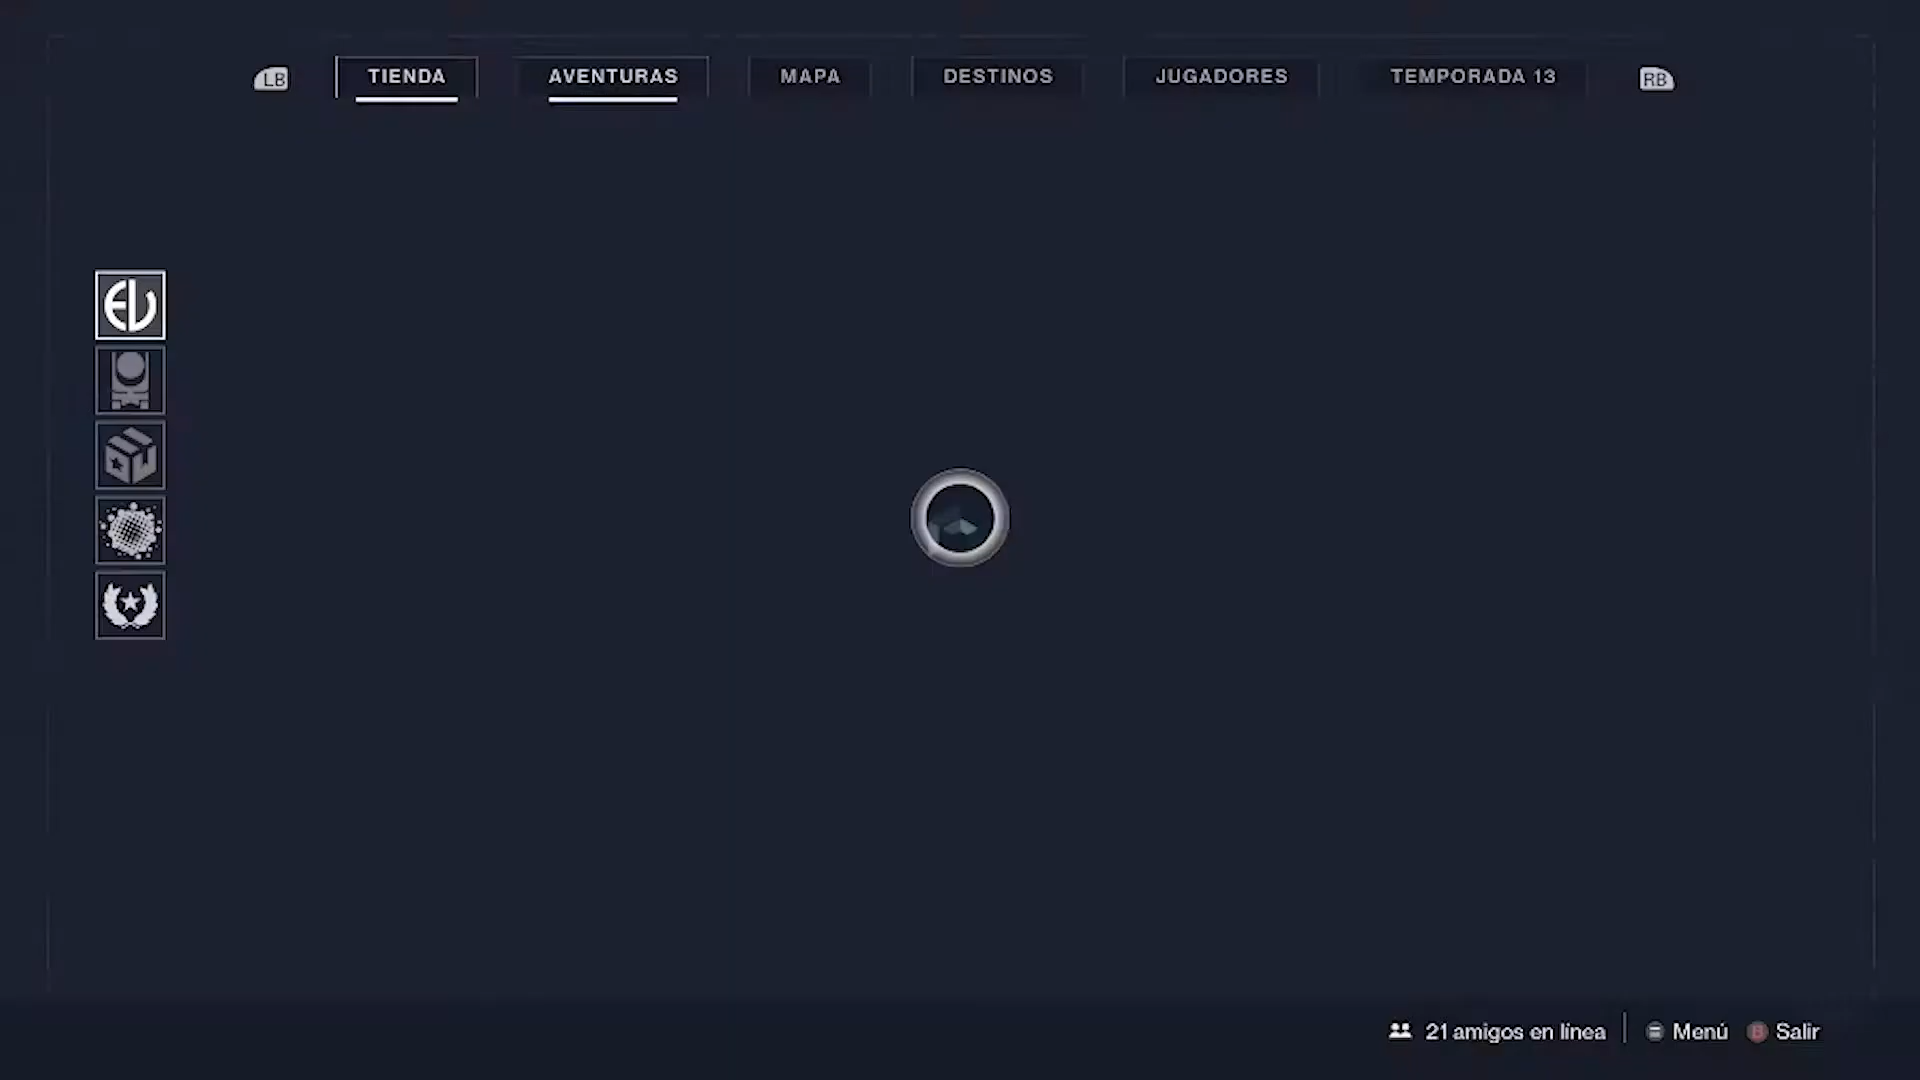 LB TIENDA AVENTURAS MAPA DESTINOS JUGADORES TEMPORADA 13 RB
21 amigos en línea Menú B Salir